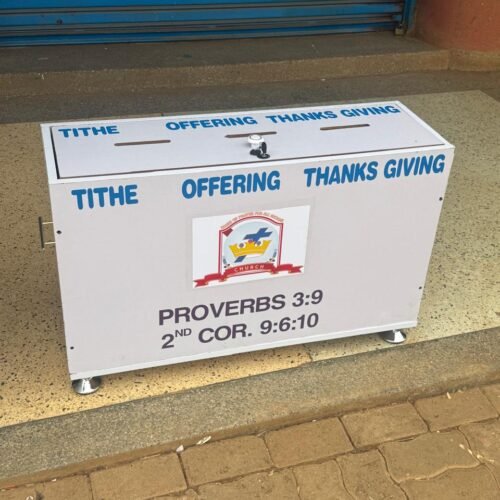 TITHE OFFERING THANKS GIVING
TITHE OFFERING THANKS GIVING
CHURCH
PROVERBS 3:9
2ND COR. 9:6:10